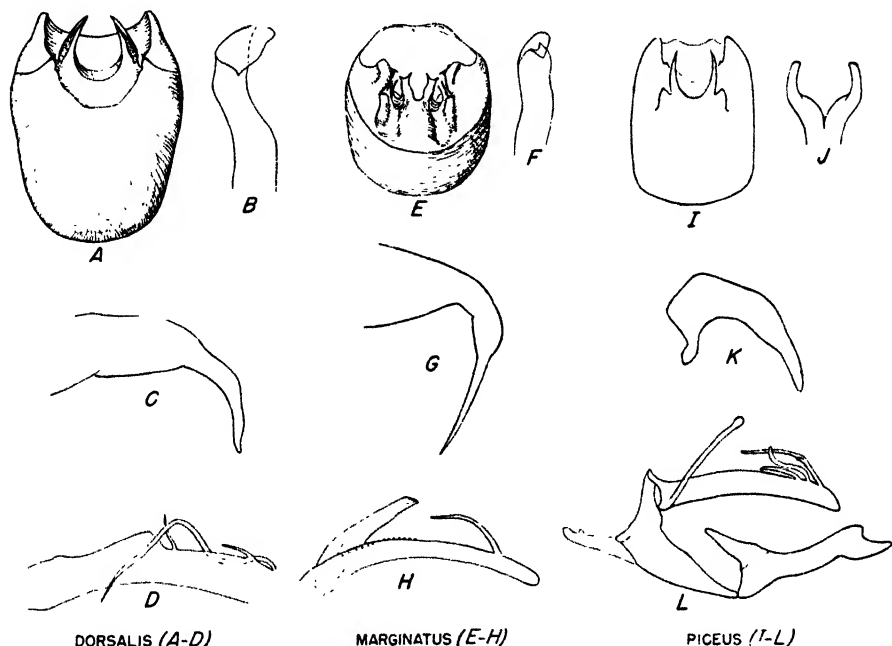 A
B
E
F
I
J
C
G
K
D
H
L
DORSALIS (A-D)
MARGINATUS (E-H)
PICEUS (I-L)